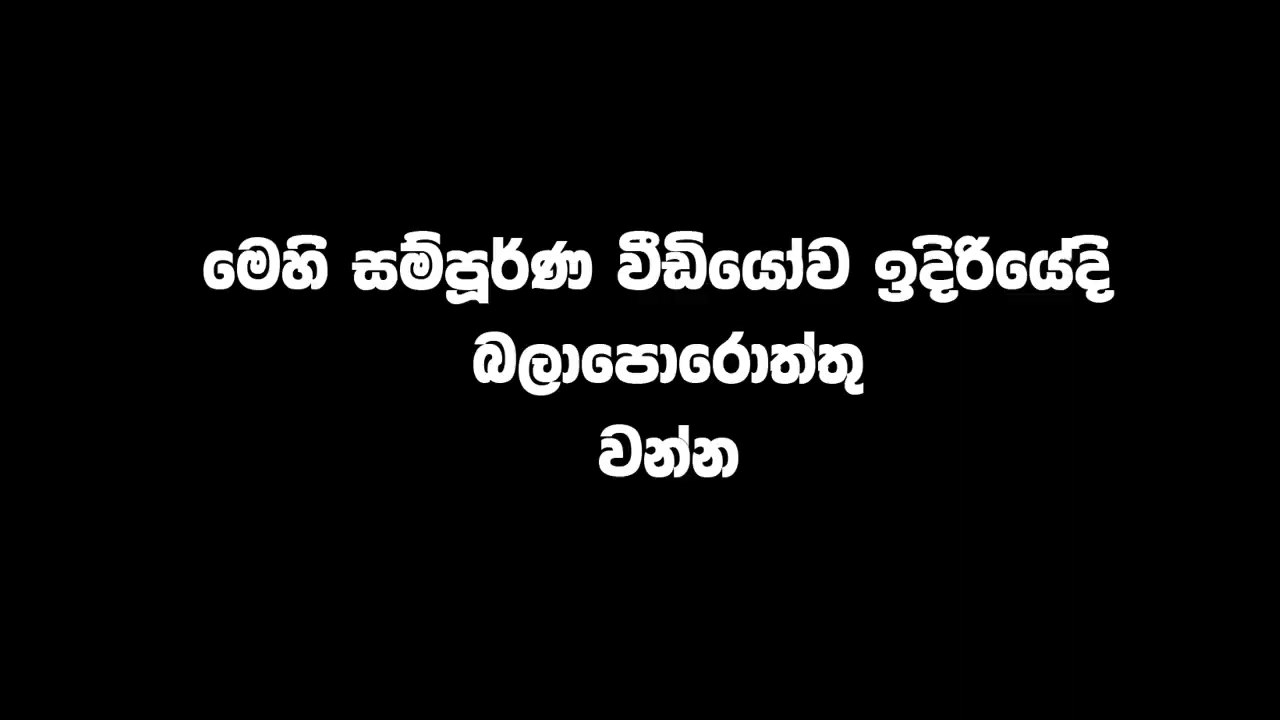 මෙහි සම්පූර්ණ වීඩියෝව ඉදිරියේදි
බලාපොරොත්තු
වන්න